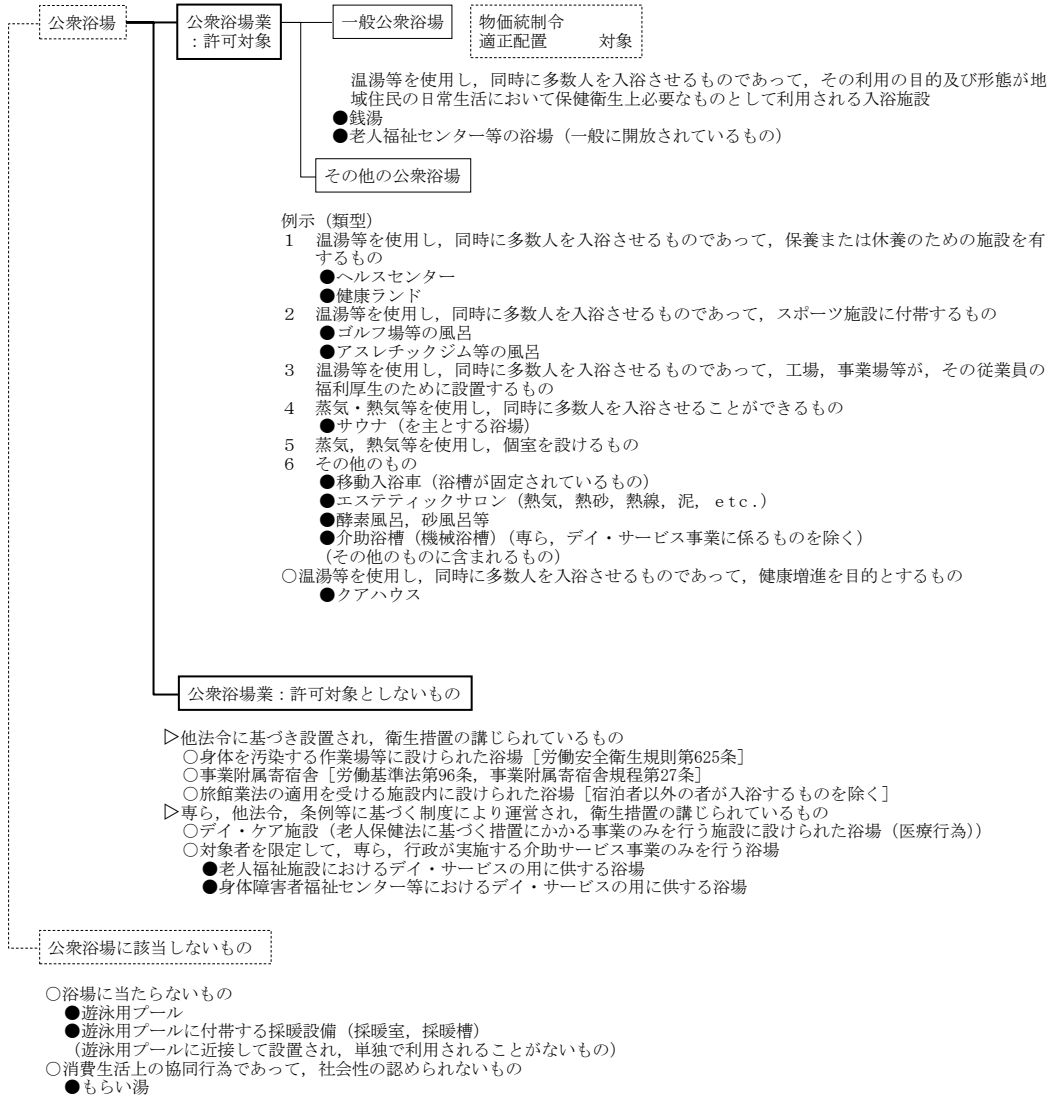 公衆浴場
公衆浴場業
：許可対象
一般公衆浴場
物価統制令
適正配置　　　対象
温湯等を使用し，同時に多数人を入浴させるものであって，その利用の目的及び形態が地
域住民の日常生活において保健衛生上必要なものとして利用される入浴施設
●銭湯
●老人福祉センター等の浴場（一般に開放されているもの）
その他の公衆浴場
例示（類型）
１　温湯等を使用し，同時に多数人を入浴させるものであって，保養または休養のための施設を有
するもの
●ヘルスセンター
●健康ランド
２　温湯等を使用し，同時に多数人を入浴させるものであって，スポーツ施設に付帯するもの
●ゴルフ場等の風呂
●アスレチックジム等の風呂
３　温湯等を使用し，同時に多数人を入浴させるものであって，工場，事業場等が，その従業員の
福利厚生のために設置するもの
４　蒸気・熱気等を使用し，同時に多数人を入浴させることができるもの
●サウナ（を主とする浴場）
５　蒸気，熱気等を使用し，個室を設けるもの
６　その他のもの
●移動入浴車（浴槽が固定されているもの）
●エステティックサロン（熱気，熱砂，熱線，泥，ｅｔｃ．）
●酵素風呂，砂風呂等
●介助浴槽（機械浴槽）（専ら，デイ・サービス事業に係るものを除く）
（その他のものに含まれるもの）
○温湯等を使用し，同時に多数人を入浴させるものであって，健康増進を目的とするもの
●クアハウス
公衆浴場業：許可対象としないもの
▷他法令に基づき設置され，衛生措置の講じられているもの
○身体を汚染する作業場等に設けられた浴場［労働安全衛生規則第625条］
○事業附属寄宿舎［労働基準法第96条，事業附属寄宿舎規程第27条］
○旅館業法の適用を受ける施設内に設けられた浴場［宿泊者以外の者が入浴するものを除く］
▷専ら，他法令，条例等に基づく制度により運営され，衛生措置の講じられているもの
○デイ・ケア施設（老人保健法に基づく措置にかかる事業のみを行う施設に設けられた浴場（医療行為））
○対象者を限定して，専ら，行政が実施する介助サービス事業のみを行う浴場
●老人福祉施設におけるデイ・サービスの用に供する浴場
●身体障害者福祉センター等におけるデイ・サービスの用に供する浴場
公衆浴場に該当しないもの
○浴場に当たらないもの
●遊泳用プール
●遊泳用プールに付帯する採暖設備（採暖室，採暖槽）
（遊泳用プールに近接して設置され，単独で利用されることがないもの）
○消費生活上の協同行為であって，社会性の認められないもの
●もらい湯